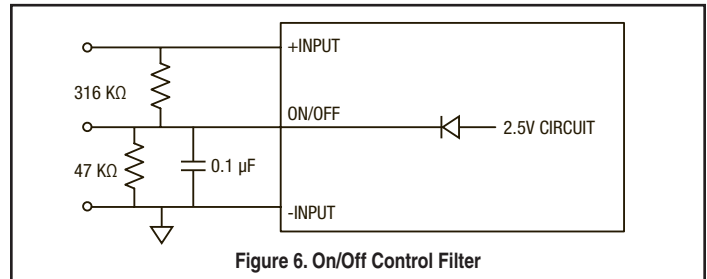 +INPUT
316 KΩ
ON/OFF
2.5V CIRCUIT
47 KΩ
0.1 µF
-INPUT
Figure 6. On/Off Control Filter